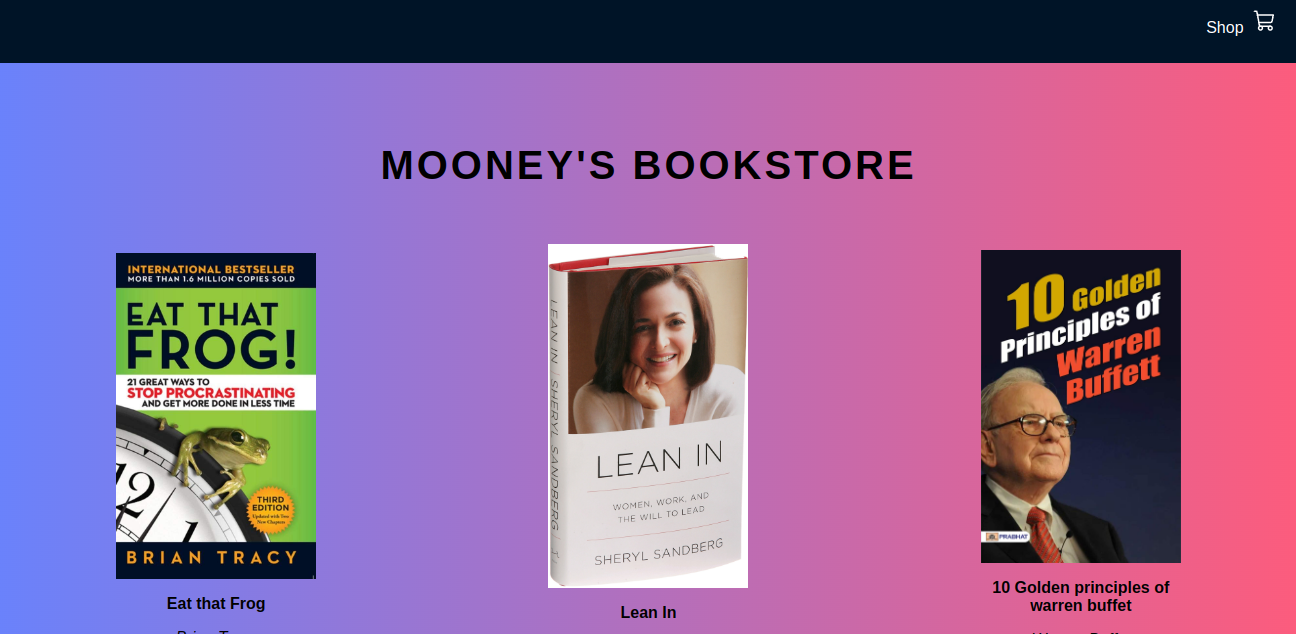 Shop
MOONEY'S BOOKSTORE
INTERNATIONAL BESTSELLER
MORE THAN 1.6 MILLION COPIES SOLD
EAT THAT
FROG!
21 GREAT WAYS TO
STOP PROCRASTINATING
AND GET MORE DONE IN LESS TIME
12
1
THIRD
EDITION
Updated with Two
New Chapters
BRIAN TRACY
Eat that Frog
LEAN IN SHERYL SANDBERG
LEAN IN
WOMEN, WORK, AND
THE WILL TO LEAD
SHERYL SANDBERG
Lean In
10 Golden
Principles of
Warren
Buffett
PRABHAT
10 Golden principles of
warren buffet